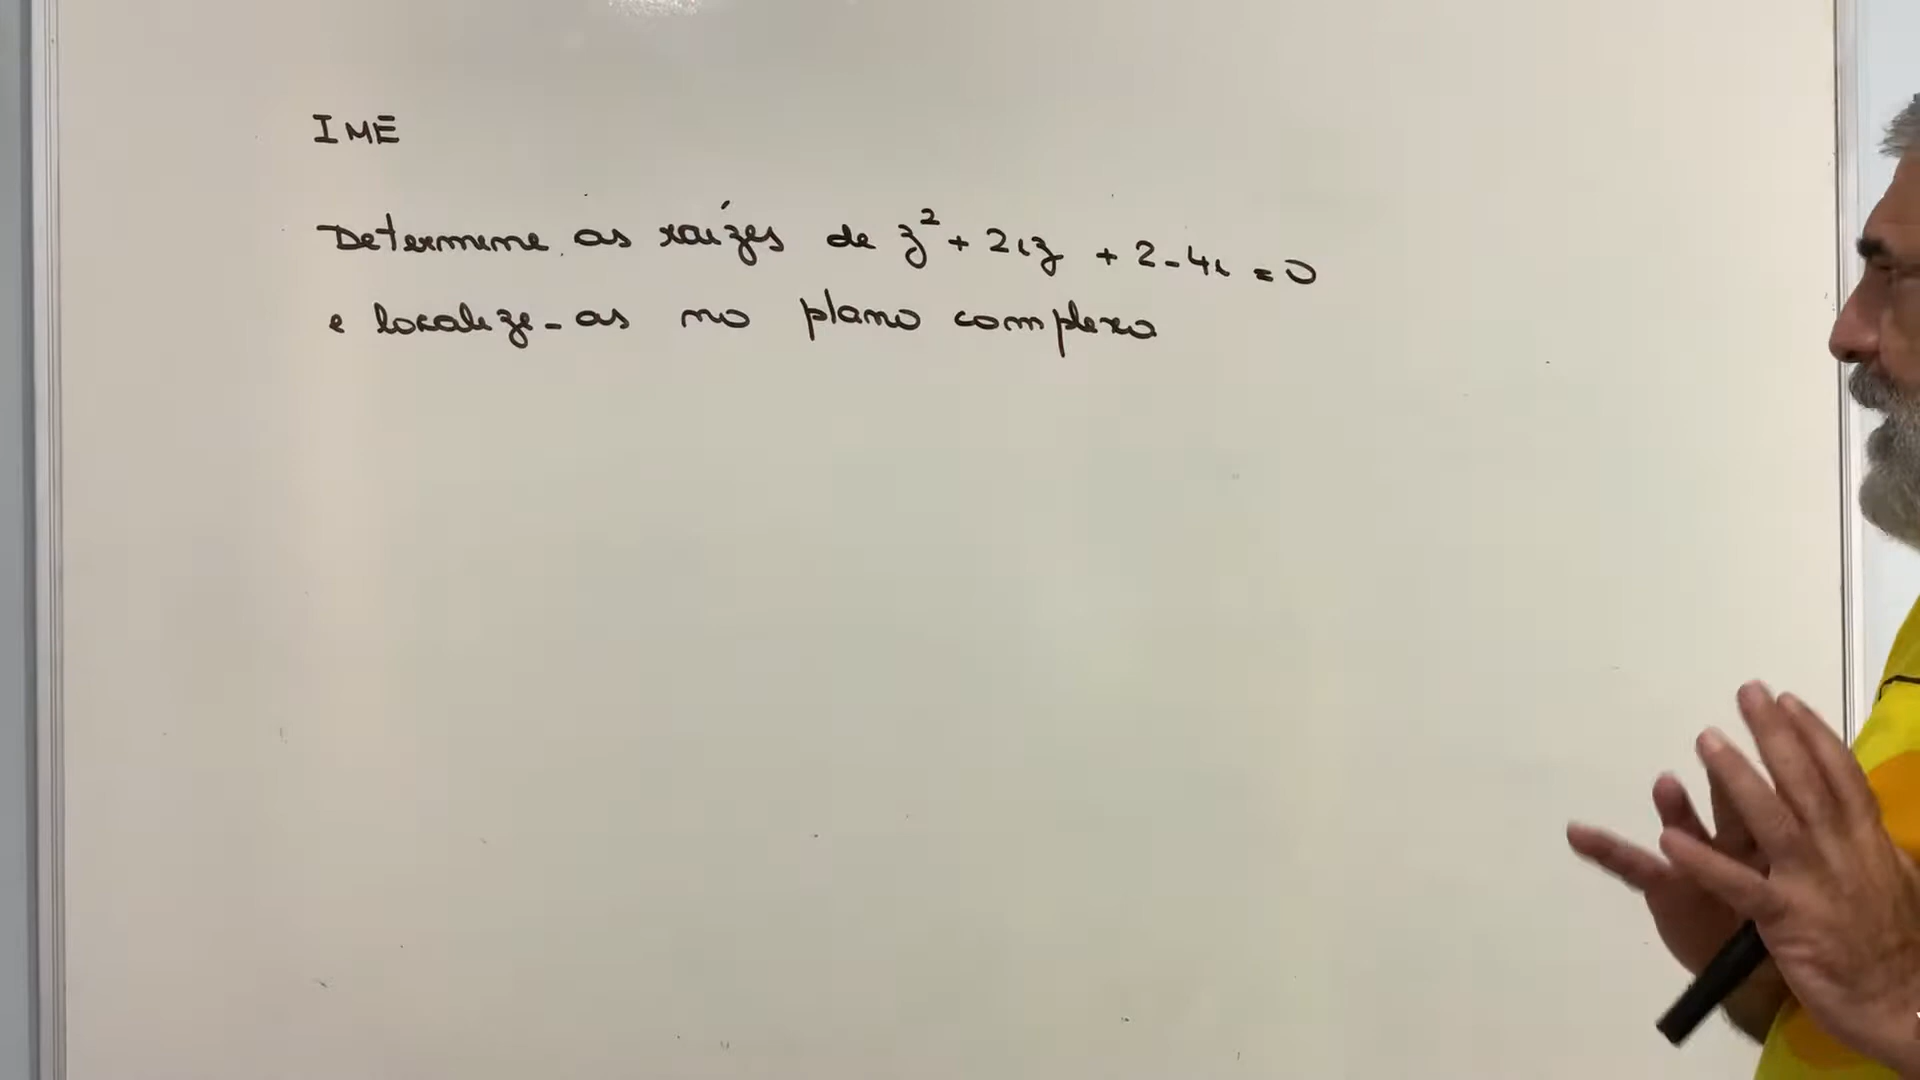 IME
Determine as raízes de z² + 2iz + 2 - 4i = 0
e localize-as no plano complexo